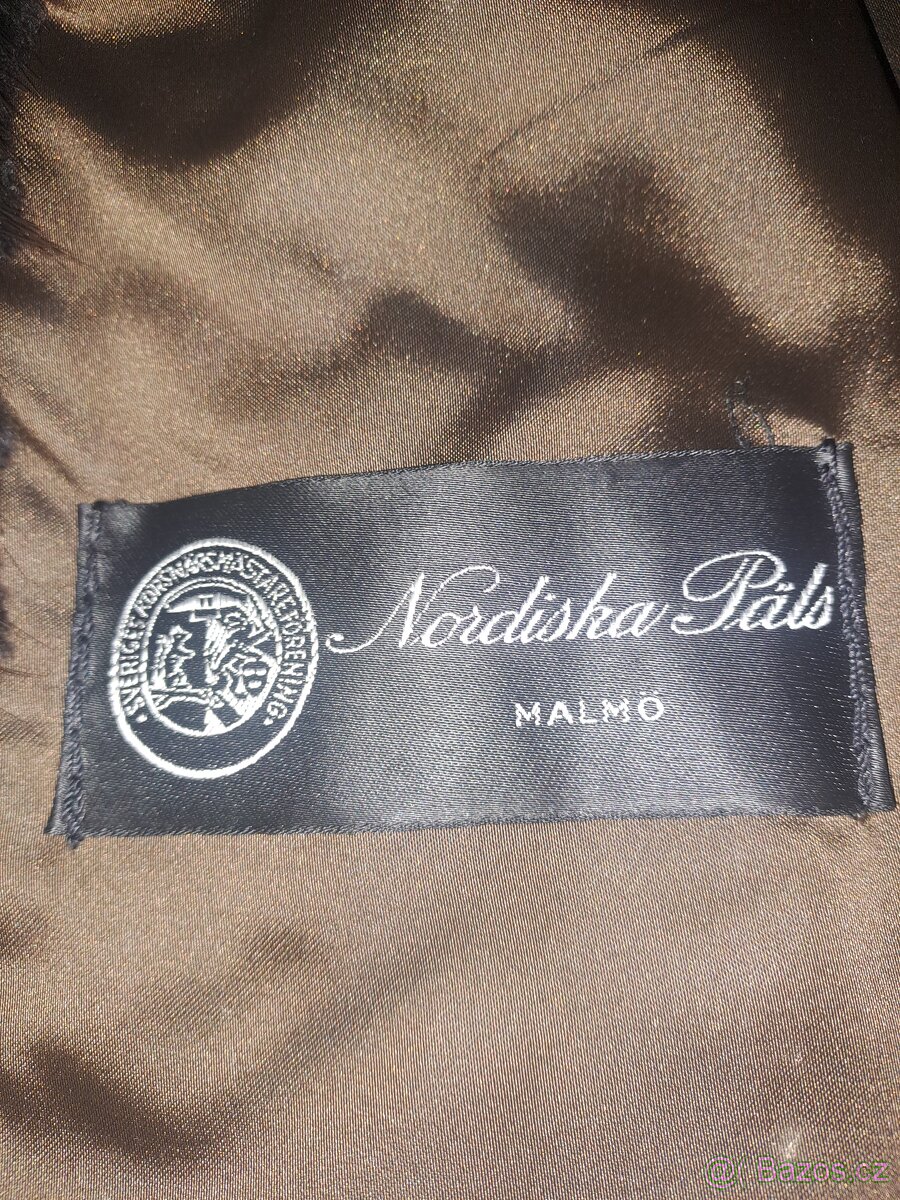 SVERIGES KÖRSNÄRSMÄSTAREFÖRENING
Nordiska Päls
MALMÖ
Bazos.cz